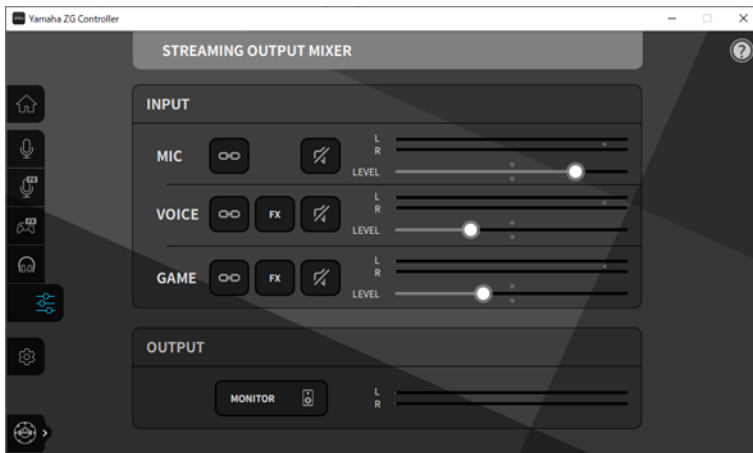 Yamaha ZG Controller
STREAMING OUTPUT MIXER
?
INPUT
MIC
L
R
LEVEL
VOICE
FX
L
R
LEVEL
GAME
FX
L
R
LEVEL
OUTPUT
MONITOR
L
R